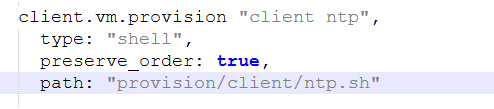 client.vm.provision "client ntp",
  type: "shell",
  preserve_order: true,
  path: "provision/client/ntp.sh"